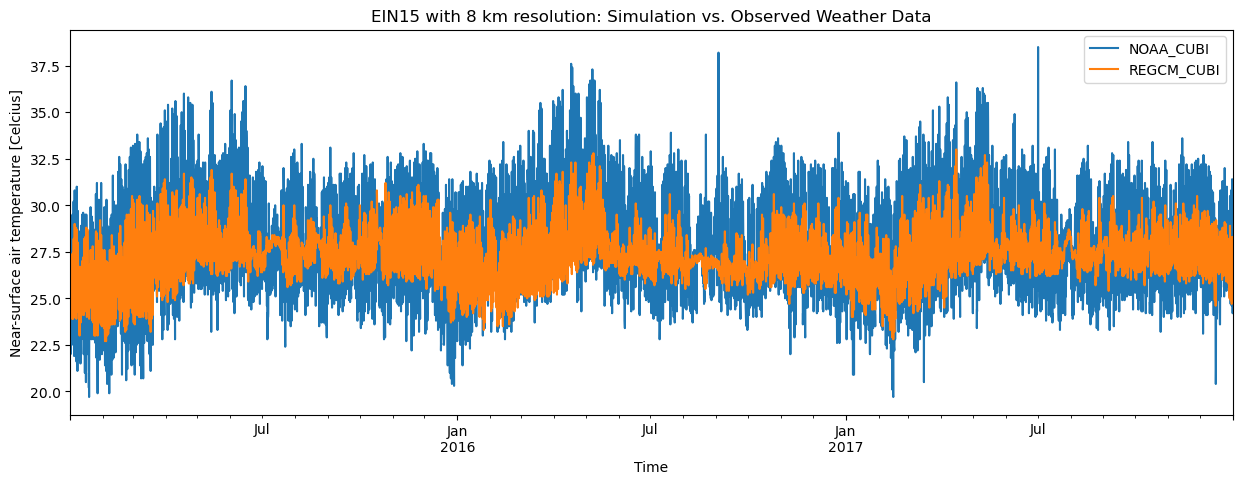 EIN15 with 8 km resolution: Simulation vs. Observed Weather Data
NOAA_CUBI
REGCM_CUBI
Near-surface air temperature [Celcius]
37.5
35.0
32.5
30.0
27.5
25.0
22.5
20.0
Jul
Jan
2016
Jul
Jan
2017
Jul
Time